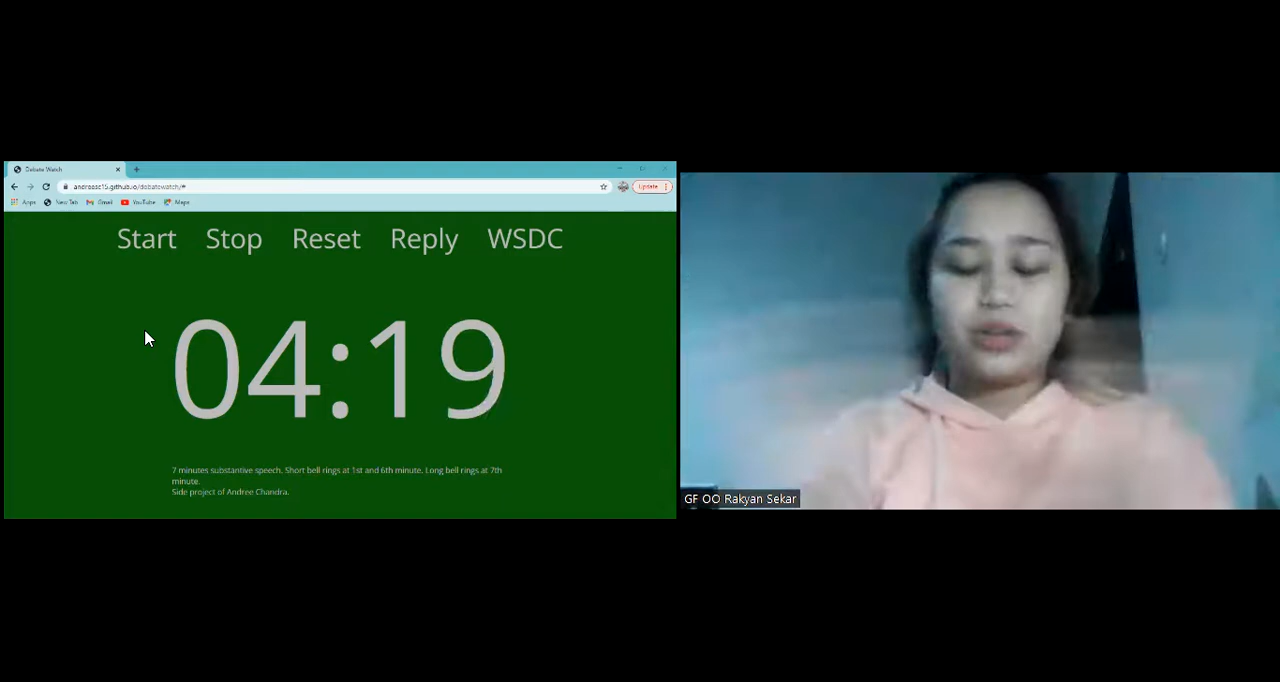 Debate Watch
andreesc15.github.io/debatewatch/#
Update
Apps
New Tab
Gmail
YouTube
Maps
Start
Stop
Reset
Reply
WSDC
04:19
7 minutes substantive speech. Short bell rings at 1st and 6th minute. Long bell rings at 7th
minute.
Side project of Andree Chandra.
GF OO Rakyan Sekar